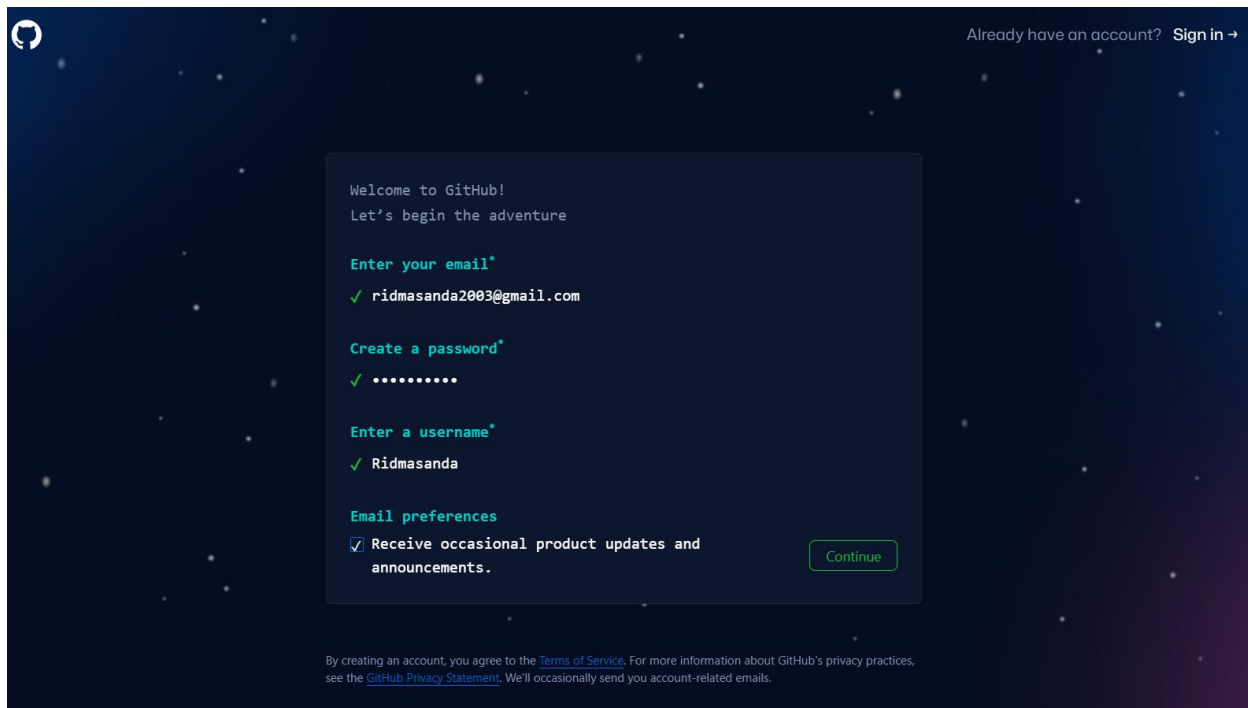 Already have an account? Sign in →
Welcome to GitHub!
Let’s begin the adventure
Enter your email*
✓ ridmasanda2003@gmail.com
Create a password*
✓ ••••••••••
Enter a username*
✓ Ridmasanda
Email preferences
✓ Receive occasional product updates and
announcements.
Continue
By creating an account, you agree to the Terms of Service. For more information about GitHub's privacy practices,
see the GitHub Privacy Statement. We'll occasionally send you account-related emails.